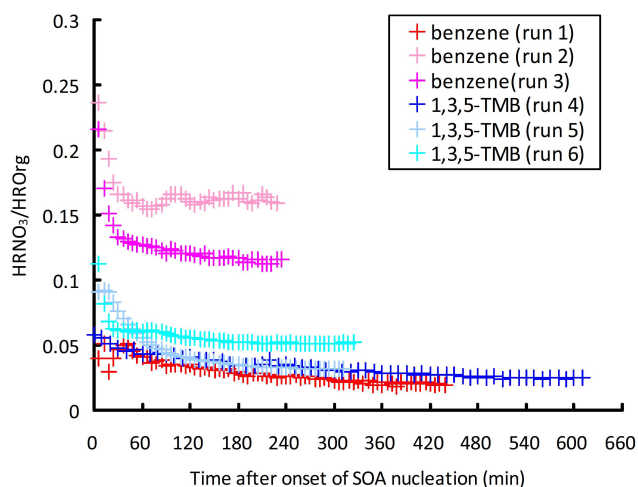 0.3
0.25
0.2
0.15
0.1
0.05
0
HRNO3/HROrg
benzene (run 1)
benzene (run 2)
benzene(run 3)
1,3,5-TMB (run 4)
1,3,5-TMB (run 5)
1,3,5-TMB (run 6)
0 60 120 180 240 300 360 420 480 540 600 660
Time after onset of SOA nucleation (min)